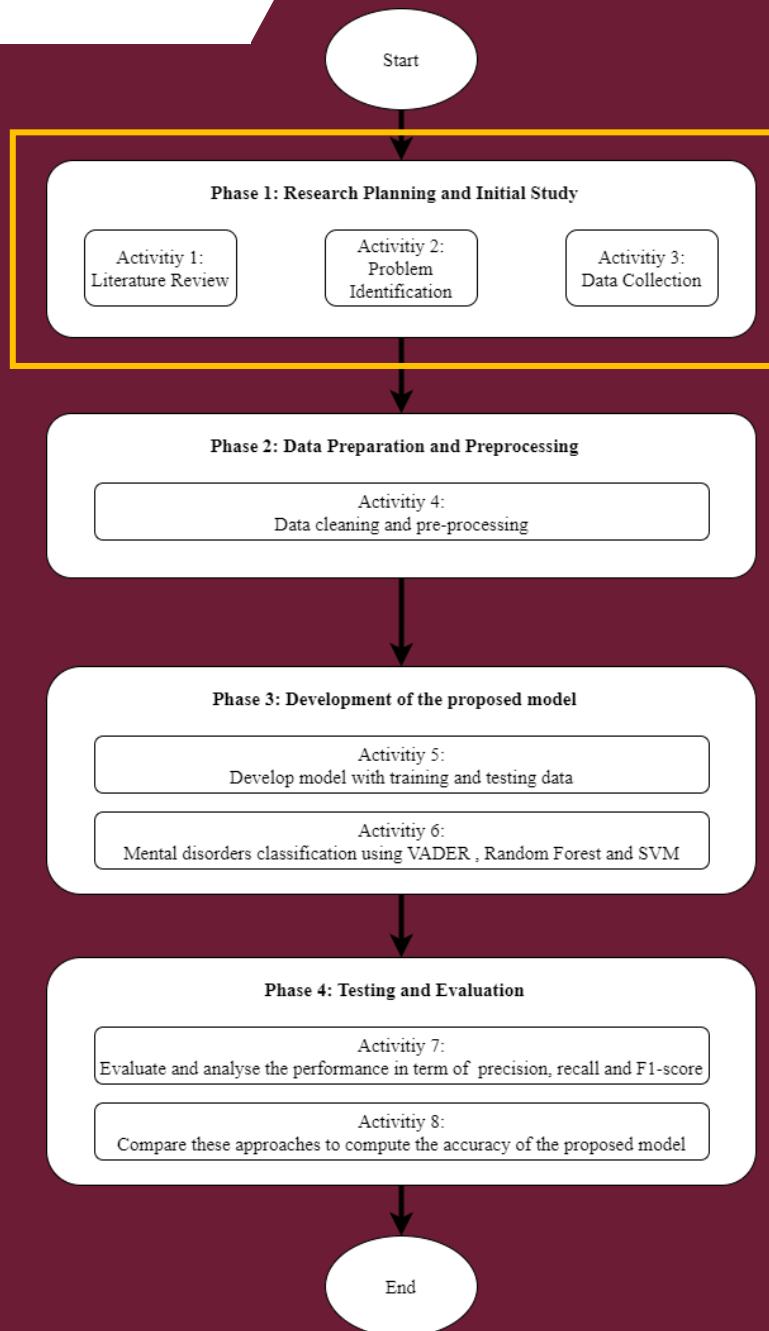 Start
Phase 1: Research Planning and Initial Study
Activitiy 1:
Literature Review
Activitiy 2:
Problem
Identification
Activitiy 3:
Data Collection
Phase 2: Data Preparation and Preprocessing
Activitiy 4:
Data cleaning and pre-processing
Phase 3: Development of the proposed model
Activitiy 5:
Develop model with training and testing data
Activitiy 6:
Mental disorders classification using VADER , Random Forest and SVM
Phase 4: Testing and Evaluation
Activitiy 7:
Evaluate and analyse the performance in term of precision, recall and F1-score
Activitiy 8:
Compare these approaches to compute the accuracy of the proposed model
End